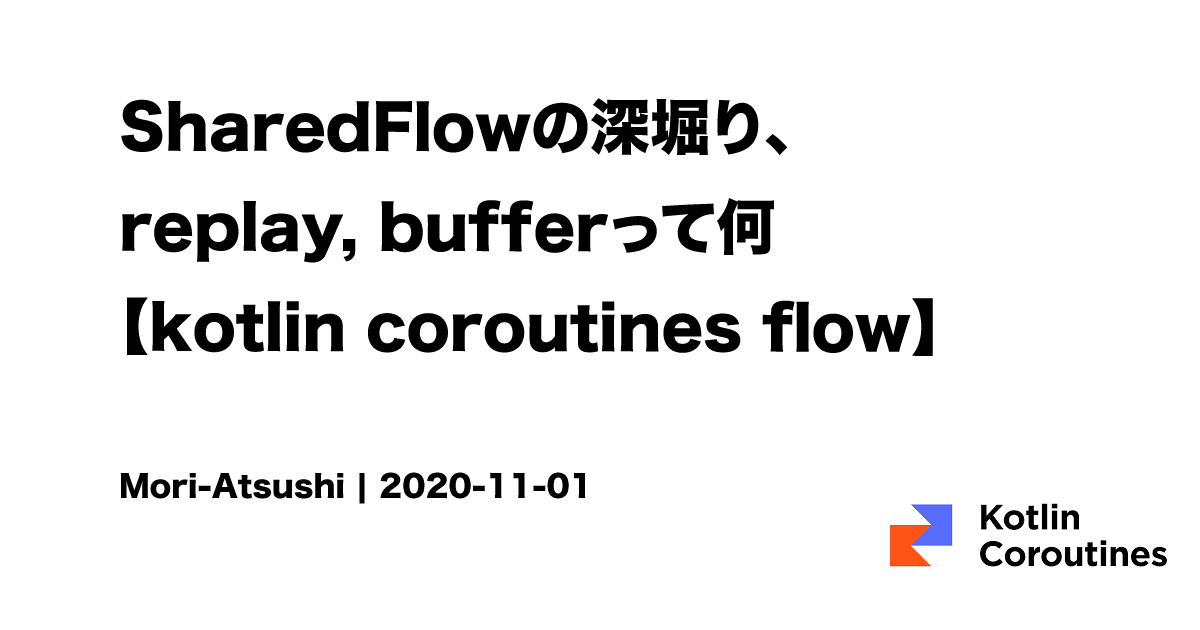 SharedFlowの深堀り、
replay, bufferって何
【kotlin coroutines flow】
Mori-Atsushi | 2020-11-01
Kotlin
Coroutines